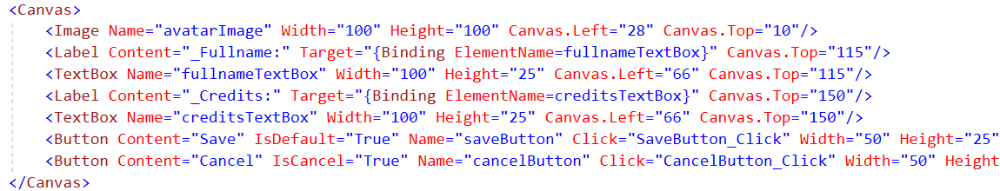 <Canvas>
    <Image Name="avatarImage" Width="100" Height="100" Canvas.Left="28" Canvas.Top="10"/>
    <Label Content="_Fullname:" Target="{Binding ElementName=fullnameTextBox}" Canvas.Top="115"/>
    <TextBox Name="fullnameTextBox" Width="100" Height="25" Canvas.Left="66" Canvas.Top="115"/>
    <Label Content="_Credits:" Target="{Binding ElementName=creditsTextBox}" Canvas.Top="150"/>
    <TextBox Name="creditsTextBox" Width="100" Height="25" Canvas.Left="66" Canvas.Top="150"/>
    <Button Content="Save" IsDefault="True" Name="saveButton" Click="SaveButton_Click" Width="50" Height="25"
    <Button Content="Cancel" IsCancel="True" Name="cancelButton" Click="CancelButton_Click" Width="50" Height
</Canvas>